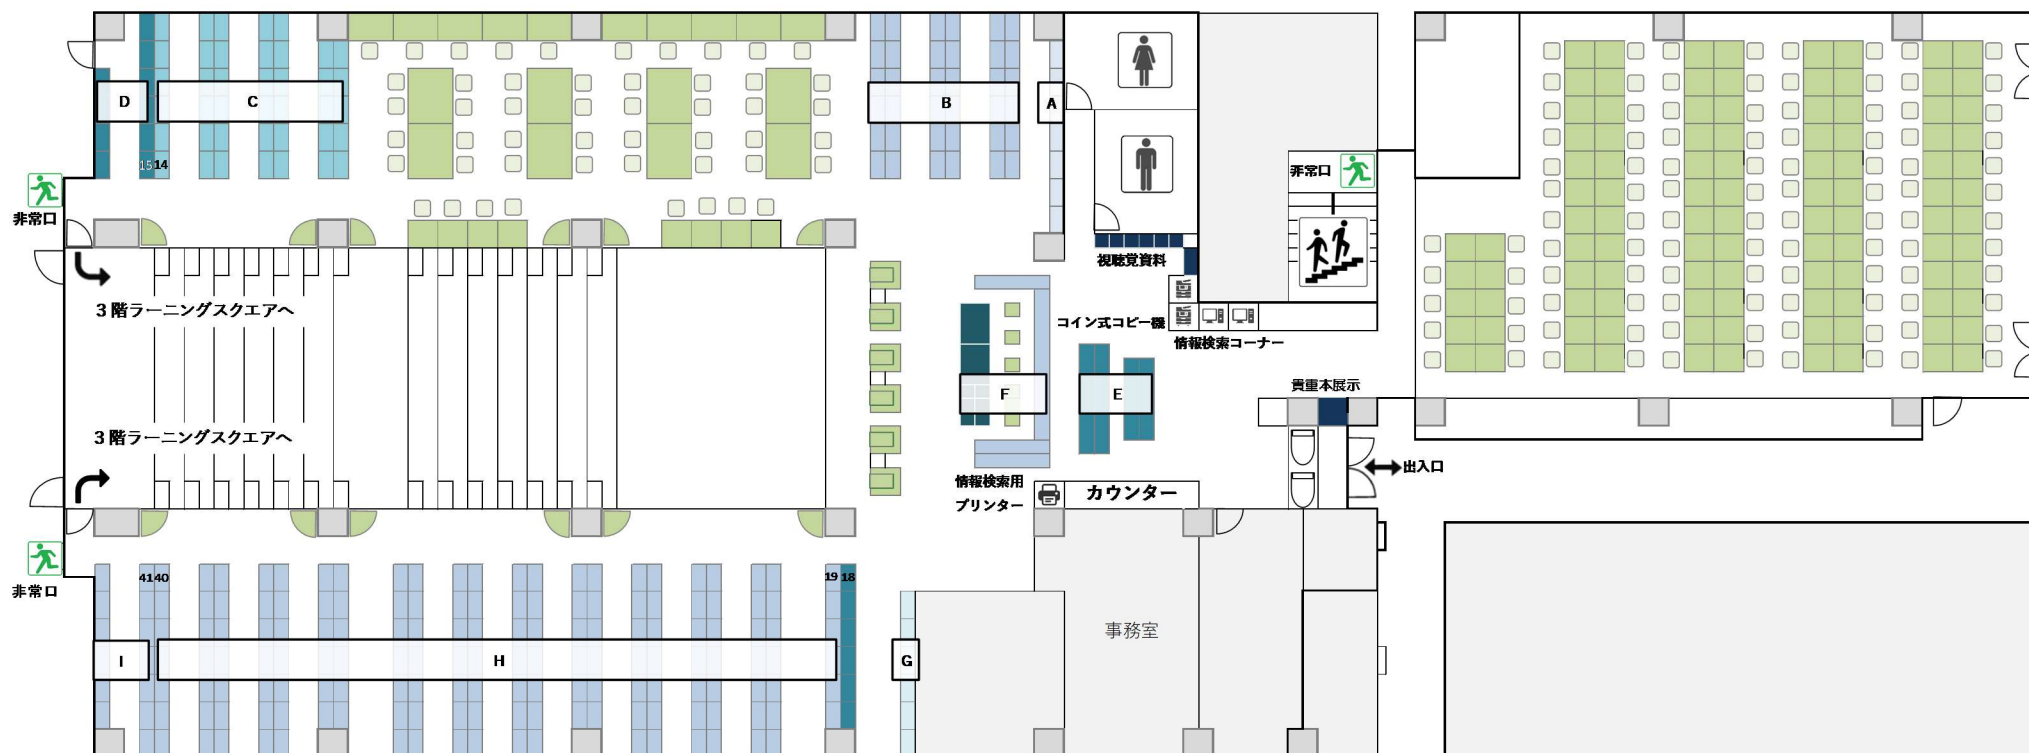 D
C
B
A
15 14
非常口
非常口
視聴覚資料
3階ラーニングスクエアへ
コイン式コピー機
情報検索コーナー
F
E
貴重本展示
3階ラーニングスクエアへ
出入口
情報検索用
プリンター
カウンター
非常口
41 40
19 18
事務室
I
H
G